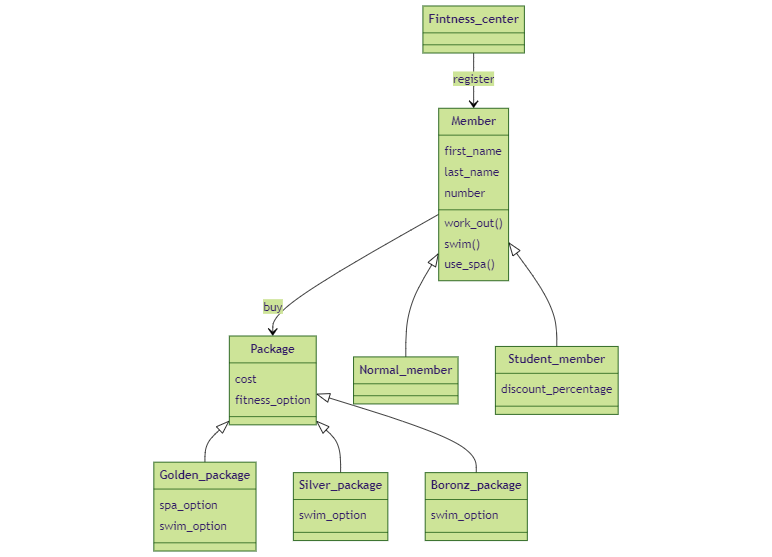 Fintness_center
register
Member
first_name
last_name
number
work_out()
swim()
use_spa()
buy
Package
cost
fitness_option
Normal_member
Student_member
discount_percentage
Golden_package
spa_option
swim_option
Silver_package
swim_option
Boronz_package
swim_option